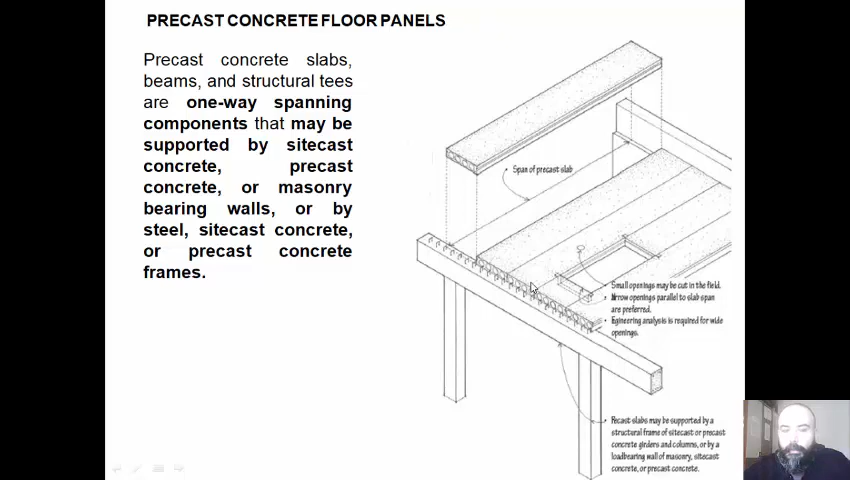 PRECAST CONCRETE FLOOR PANELS
Precast concrete slabs,
beams, and structural tees
are one-way spanning
components that may be
supported by sitecast
concrete, precast
concrete, or masonry
bearing walls, or by
steel, sitecast concrete,
or precast concrete
frames.
Span of precast slab
Small openings may be cut in the field.
Narrow openings parallel to slab span
are preferred.
Engineering analysis is required for wide
openings.
Precast slabs may be supported by a
structural frame of sitecast or precast
concrete girders and columns, or by a
loadbearing wall of masonry, sitecast
concrete, or precast concrete.